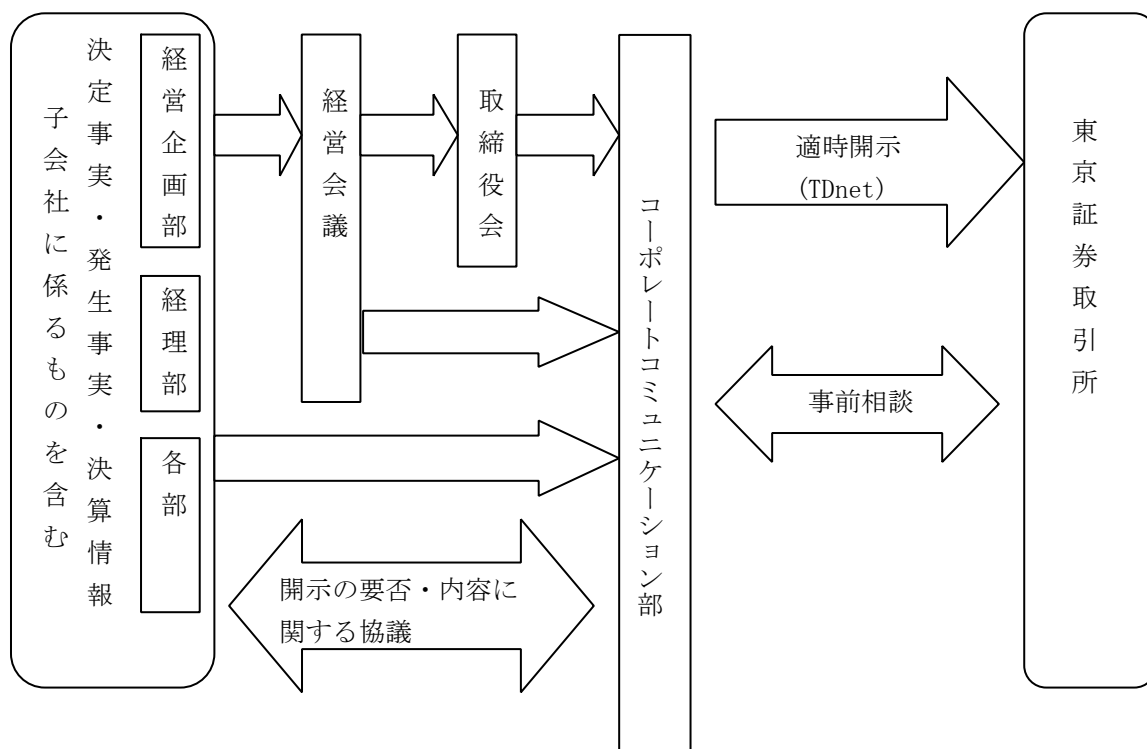 決定事実・発生事実・決算情報
子会社に係るものを含む
経営企画部
経理部
各部
経営会議
取締役会
コーポレートコミュニケーション部
適時開示
(TDnet)
事前相談
開示の要否・内容に
関する協議
東京証券取引所